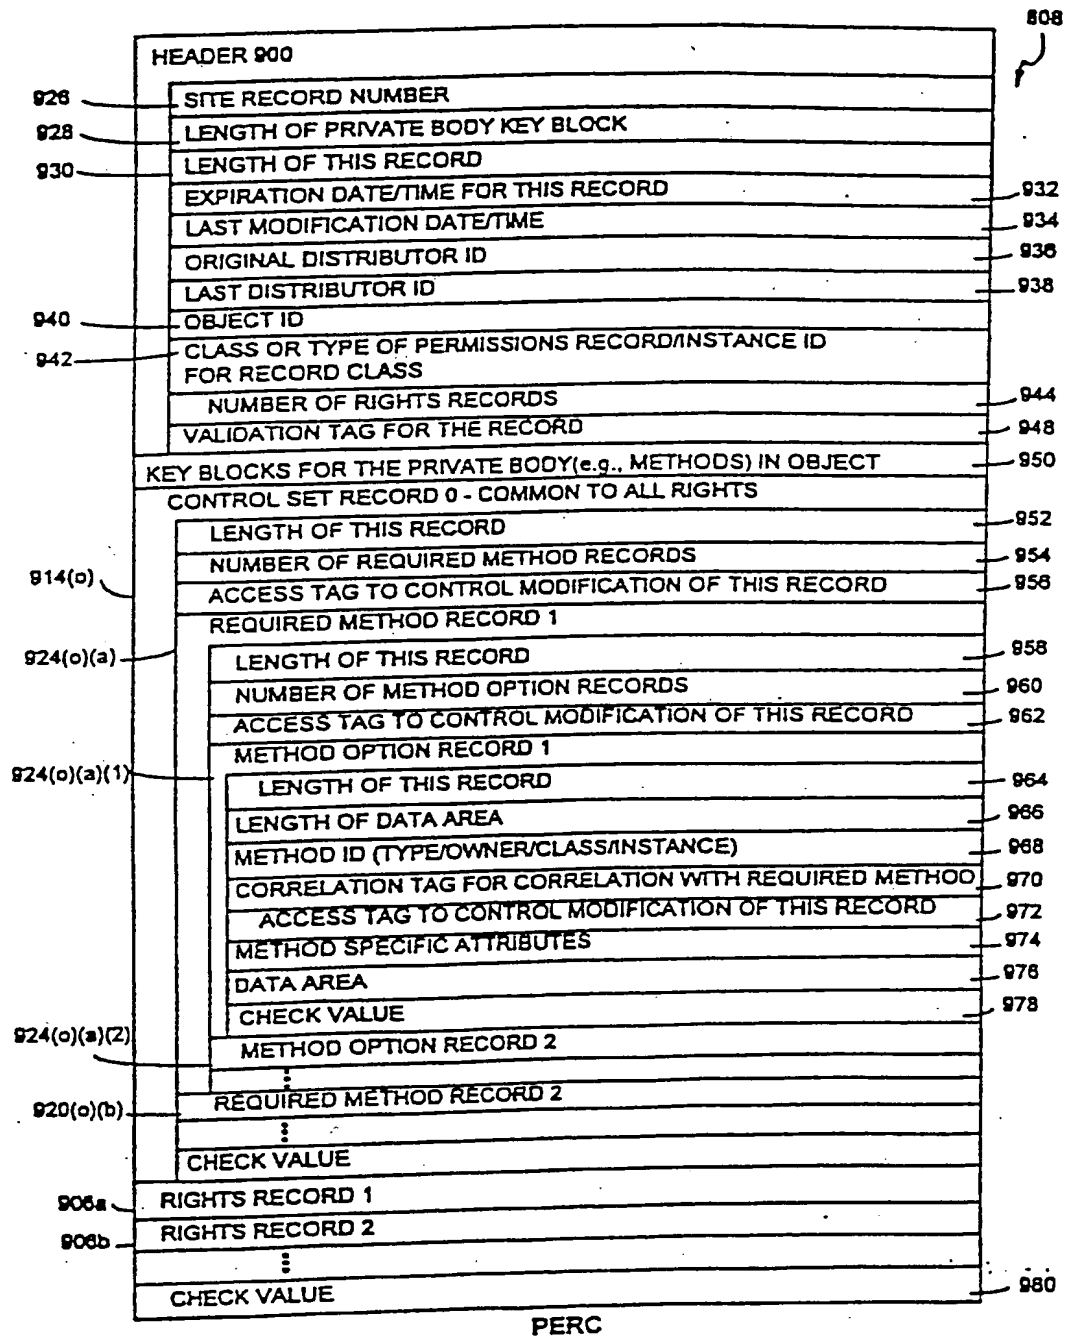 808
HEADER 900
926 SITE RECORD NUMBER
928 LENGTH OF PRIVATE BODY KEY BLOCK
930 LENGTH OF THIS RECORD
EXPIRATION DATE/TIME FOR THIS RECORD 932
LAST MODIFICATION DATE/TIME 934
ORIGINAL DISTRIBUTOR ID 936
LAST DISTRIBUTOR ID 938
940 OBJECT ID
942 CLASS OR TYPE OF PERMISSIONS RECORD/INSTANCE ID
FOR RECORD CLASS
NUMBER OF RIGHTS RECORDS 944
VALIDATION TAG FOR THE RECORD 948
KEY BLOCKS FOR THE PRIVATE BODY(e.g., METHODS) IN OBJECT 950
CONTROL SET RECORD 0 - COMMON TO ALL RIGHTS
LENGTH OF THIS RECORD 952
NUMBER OF REQUIRED METHOD RECORDS 954
914(o) ACCESS TAG TO CONTROL MODIFICATION OF THIS RECORD 956
REQUIRED METHOD RECORD 1
924(o)(a) LENGTH OF THIS RECORD 958
NUMBER OF METHOD OPTION RECORDS 960
ACCESS TAG TO CONTROL MODIFICATION OF THIS RECORD 962
METHOD OPTION RECORD 1
924(o)(a)(1) LENGTH OF THIS RECORD 964
LENGTH OF DATA AREA 966
METHOD ID (TYPE/OWNER/CLASS/INSTANCE) 968
CORRELATION TAG FOR CORRELATION WITH REQUIRED METHOD 970
ACCESS TAG TO CONTROL MODIFICATION OF THIS RECORD 972
METHOD SPECIFIC ATTRIBUTES 974
DATA AREA 976
CHECK VALUE 978
924(o)(a)(2) METHOD OPTION RECORD 2
920(o)(b) REQUIRED METHOD RECORD 2
CHECK VALUE
906a RIGHTS RECORD 1
906b RIGHTS RECORD 2
CHECK VALUE 980
PERC